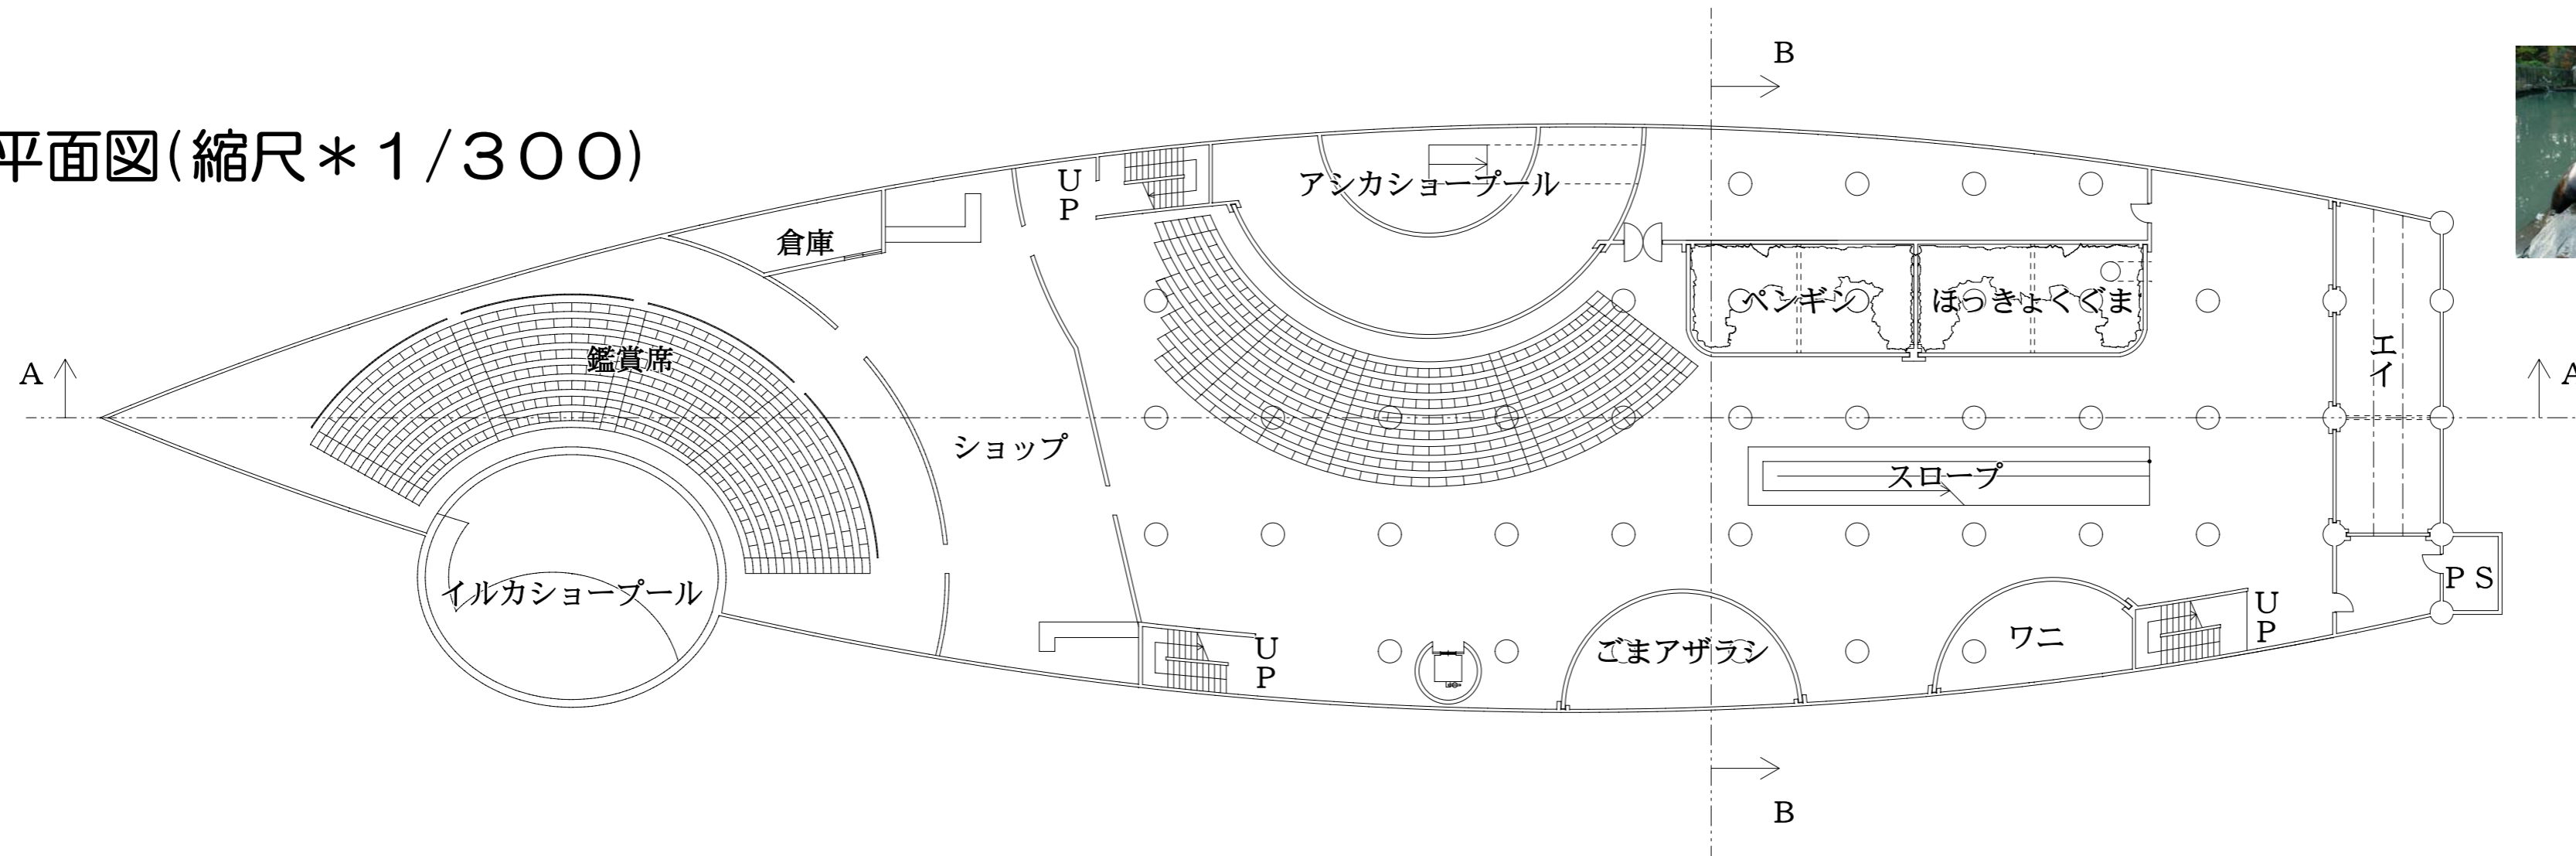 平面図(縮尺＊１/３００)
B
UP
アシカショープール
倉庫
ペンギン
ほっきょくぐま
鑑賞席
エイ
A
A
ショップ
スロープ
イルカショープール
ＰＳ
UP
ごまアザラシ
ワニ
UP
B